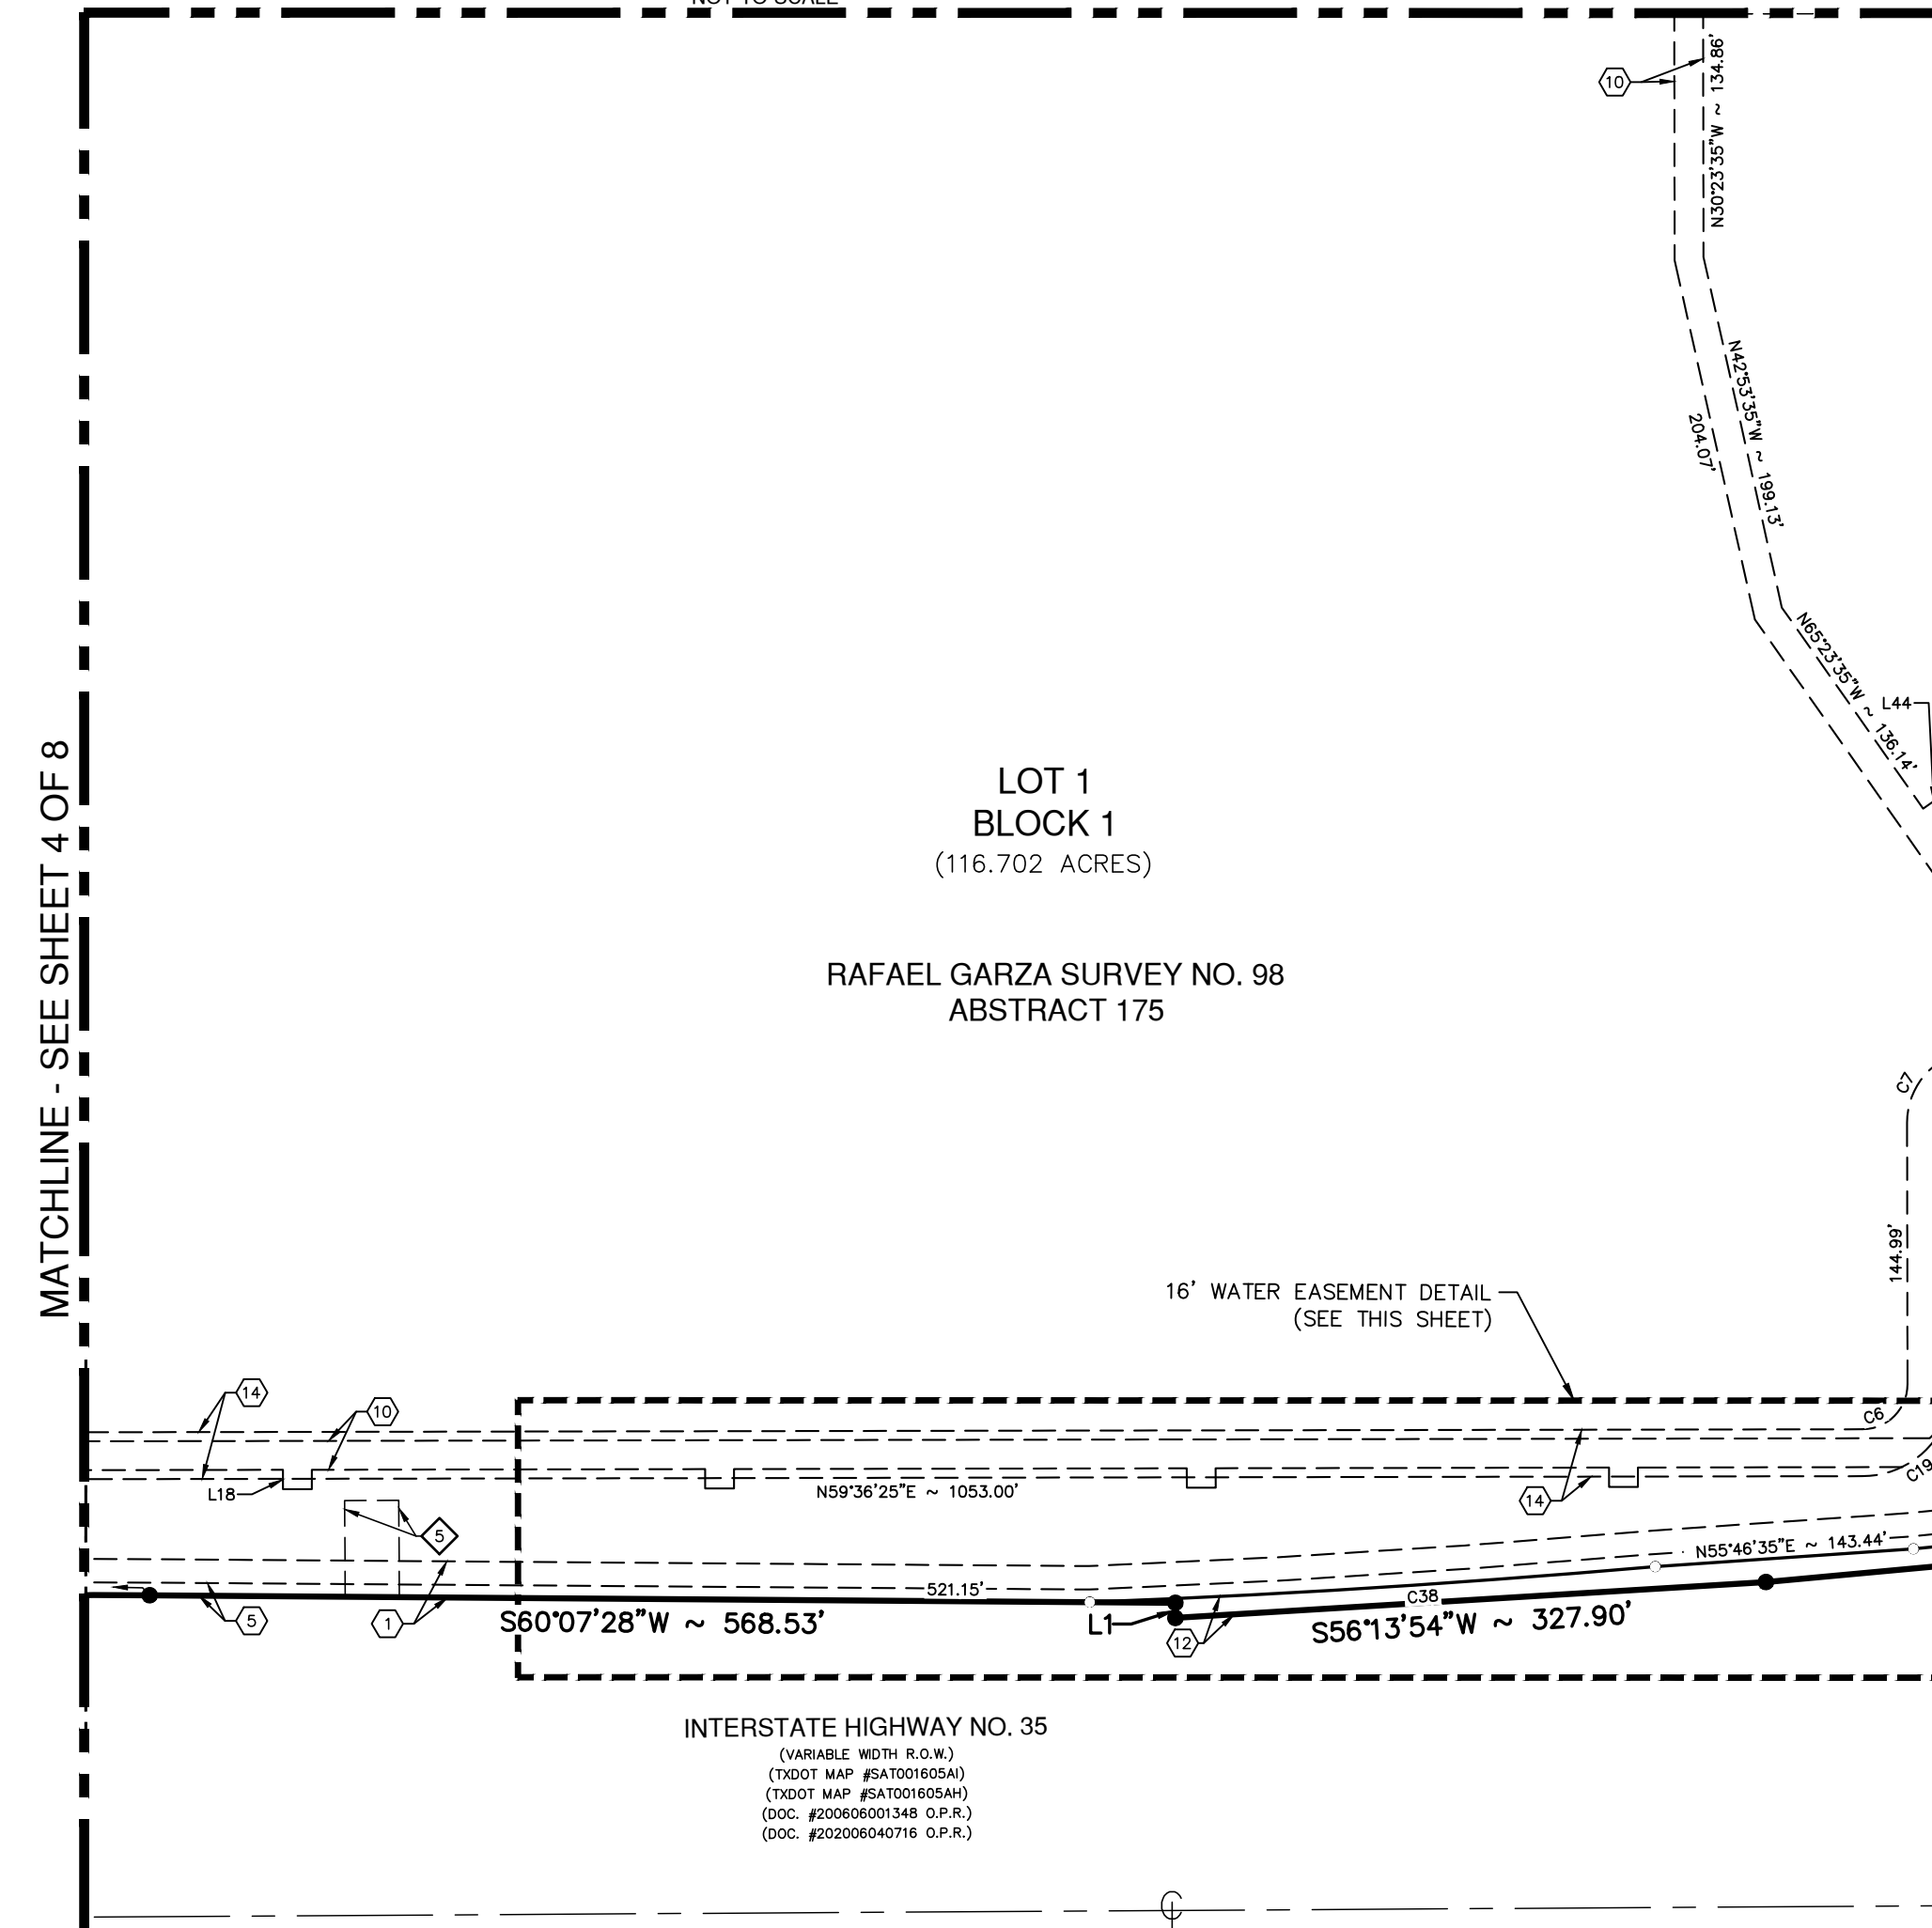 NOT TO SCALE
10
N30°23'35"W ~ 134.86'
N42°53'35"W ~ 199.13'
204.07'
N65°23'35"W ~ 136.14'
L44
MATCHLINE - SEE SHEET 4 OF 8
LOT 1
BLOCK 1
(116.702 ACRES)
RAFAEL GARZA SURVEY NO. 98
ABSTRACT 175
C7
144.99'
16' WATER EASEMENT DETAIL
(SEE THIS SHEET)
14
10
C6
L18
N59°36'25"E ~ 1053.00'
14
C19
5
N55°46'35"E ~ 143.44'
521.15'
C38
5
1
S60°07'28"W ~ 568.53'
L1
12
S56°13'54"W ~ 327.90'
INTERSTATE HIGHWAY NO. 35
(VARIABLE WIDTH R.O.W.)
(TXDOT MAP #SAT001605AI)
(TXDOT MAP #SAT001605AH)
(DOC. #200606001348 O.P.R.)
(DOC. #202006040716 O.P.R.)